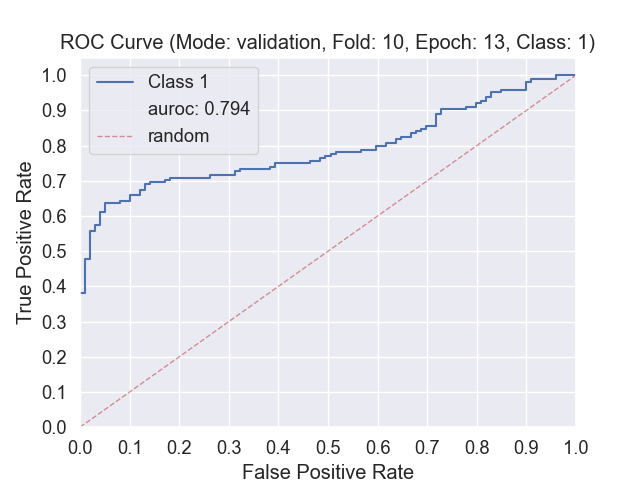 ROC Curve (Mode: validation, Fold: 10, Epoch: 13, Class: 1)
1.0
0.9
0.8
0.7
0.6
0.5
0.4
0.3
0.2
0.1
0.0
True Positive Rate
Class 1
auroc: 0.794
random
0.0 0.1 0.2 0.3 0.4 0.5 0.6 0.7 0.8 0.9 1.0
False Positive Rate